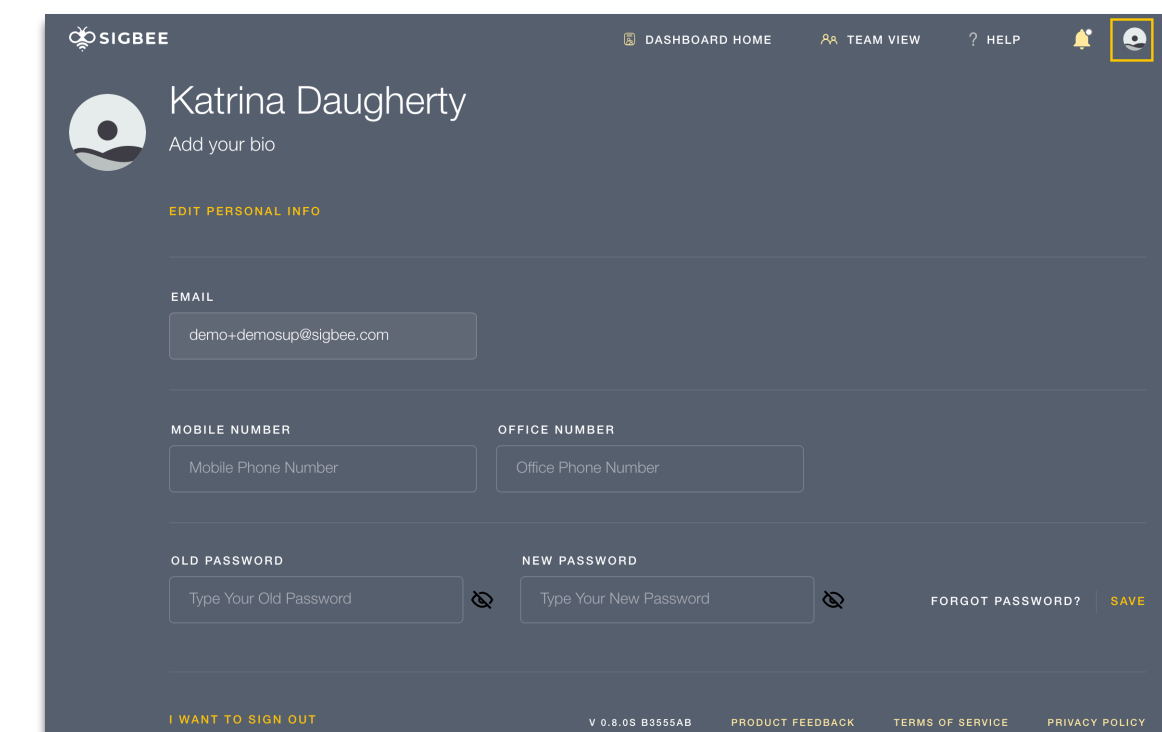 SIGBEE
DASHBOARD HOME
TEAM VIEW
? HELP
Katrina Daugherty
Add your bio
EDIT PERSONAL INFO
EMAIL
demo+demosup@sigbee.com
MOBILE NUMBER
OFFICE NUMBER
Mobile Phone Number
Office Phone Number
OLD PASSWORD
NEW PASSWORD
Type Your Old Password
Type Your New Password
FORGOT PASSWORD?
SAVE
I WANT TO SIGN OUT
V 0.8.0S B3555AB
PRODUCT FEEDBACK
TERMS OF SERVICE
PRIVACY POLICY